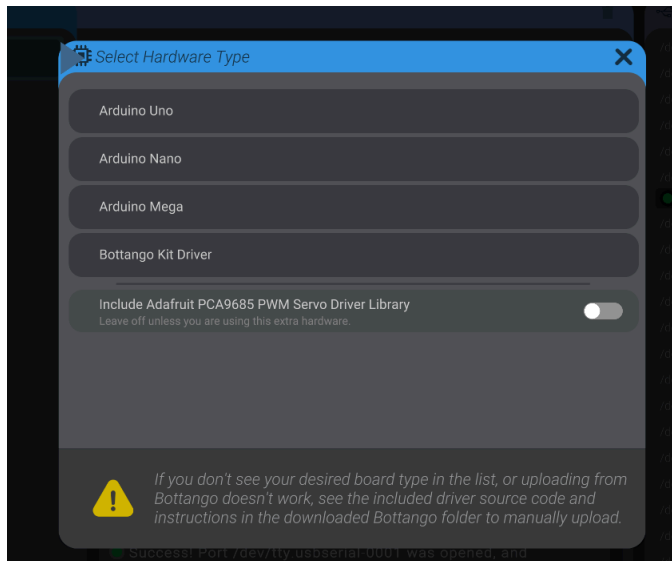 Select Hardware Type
Arduino Uno
Arduino Nano
Arduino Mega
Bottango Kit Driver
Include Adafruit PCA9685 PWM Servo Driver Library
Leave off unless you are using this extra hardware.
If you don't see your desired board type in the list, or uploading from
Bottango doesn't work, see the included driver source code and
instructions in the downloaded Bottango folder to manually upload.
Success! Port /dev/tty.usbserial-0001 was opened, and